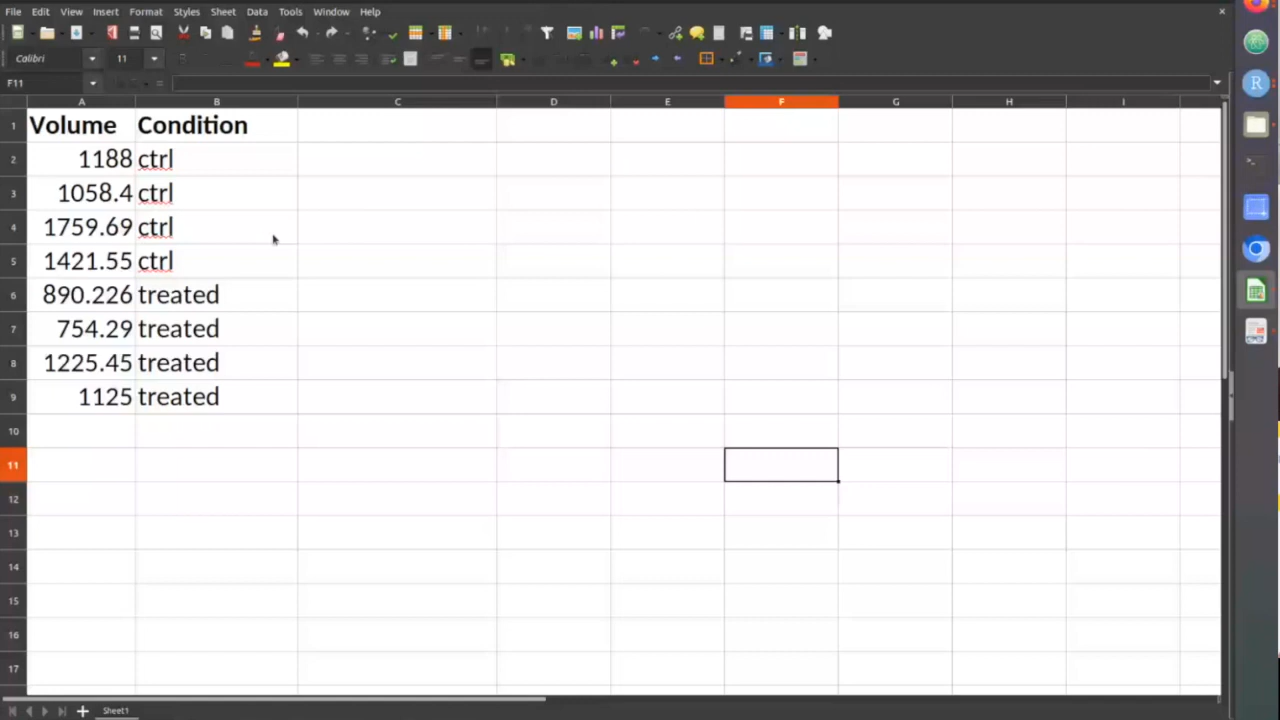 File Edit View Insert Format Styles Sheet Data Tools Window Help
Calibri 11
F11
A B C D E F G H I
1 Volume Condition
2 1188 ctrl
3 1058.4 ctrl
4 1759.69 ctrl
5 1421.55 ctrl
6 890.226 treated
7 754.29 treated
8 1225.45 treated
9 1125 treated
10
11
12
13
14
15
16
17
Sheet1